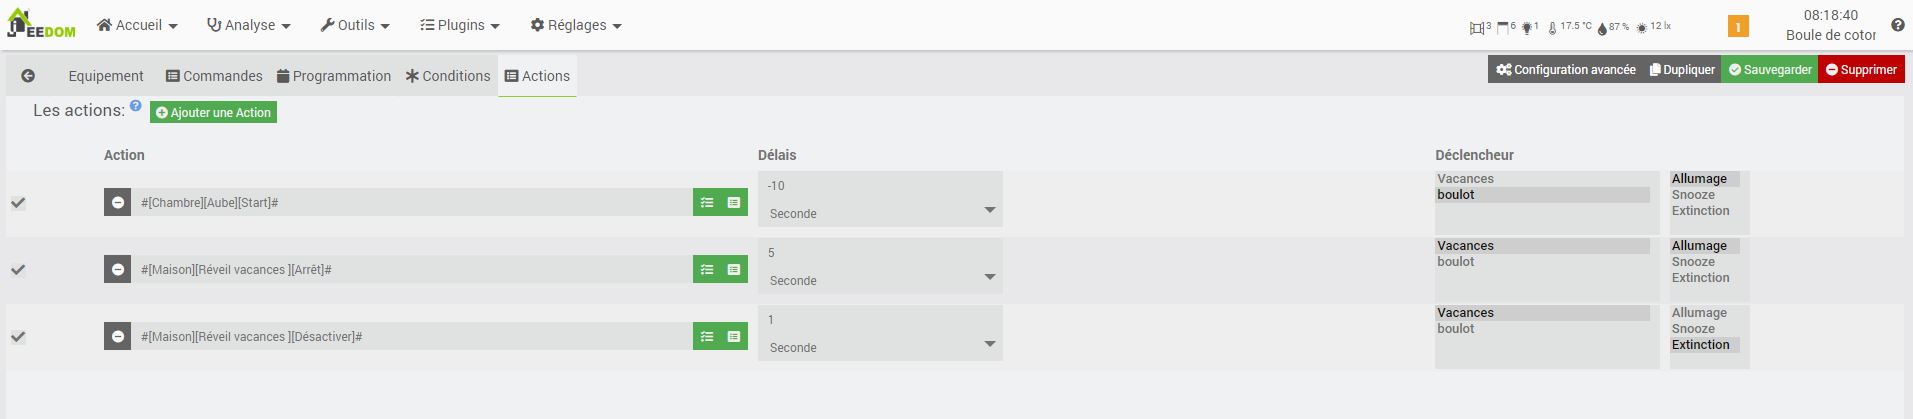 JEEDOM Accueil Analyse Outils Plugins Réglages 3 6 1 17.5 °C 87 % 12 lx 1 08:18:40
Boule de cotor
Equipement Commandes Programmation Conditions Actions Configuration avancée Dupliquer Sauvegarder Supprimer
Les actions: ? Ajouter une Action
Action Délais Déclencheur
#[Chambre][Aube][Start]# -10 Seconde Vacances boulot Allumage Snooze Extinction
#[Maison][Réveil vacances ][Arrêt]# 5 Seconde Vacances boulot Allumage Snooze Extinction
#[Maison][Réveil vacances ][Désactiver]# 1 Seconde Vacances boulot Allumage Snooze Extinction